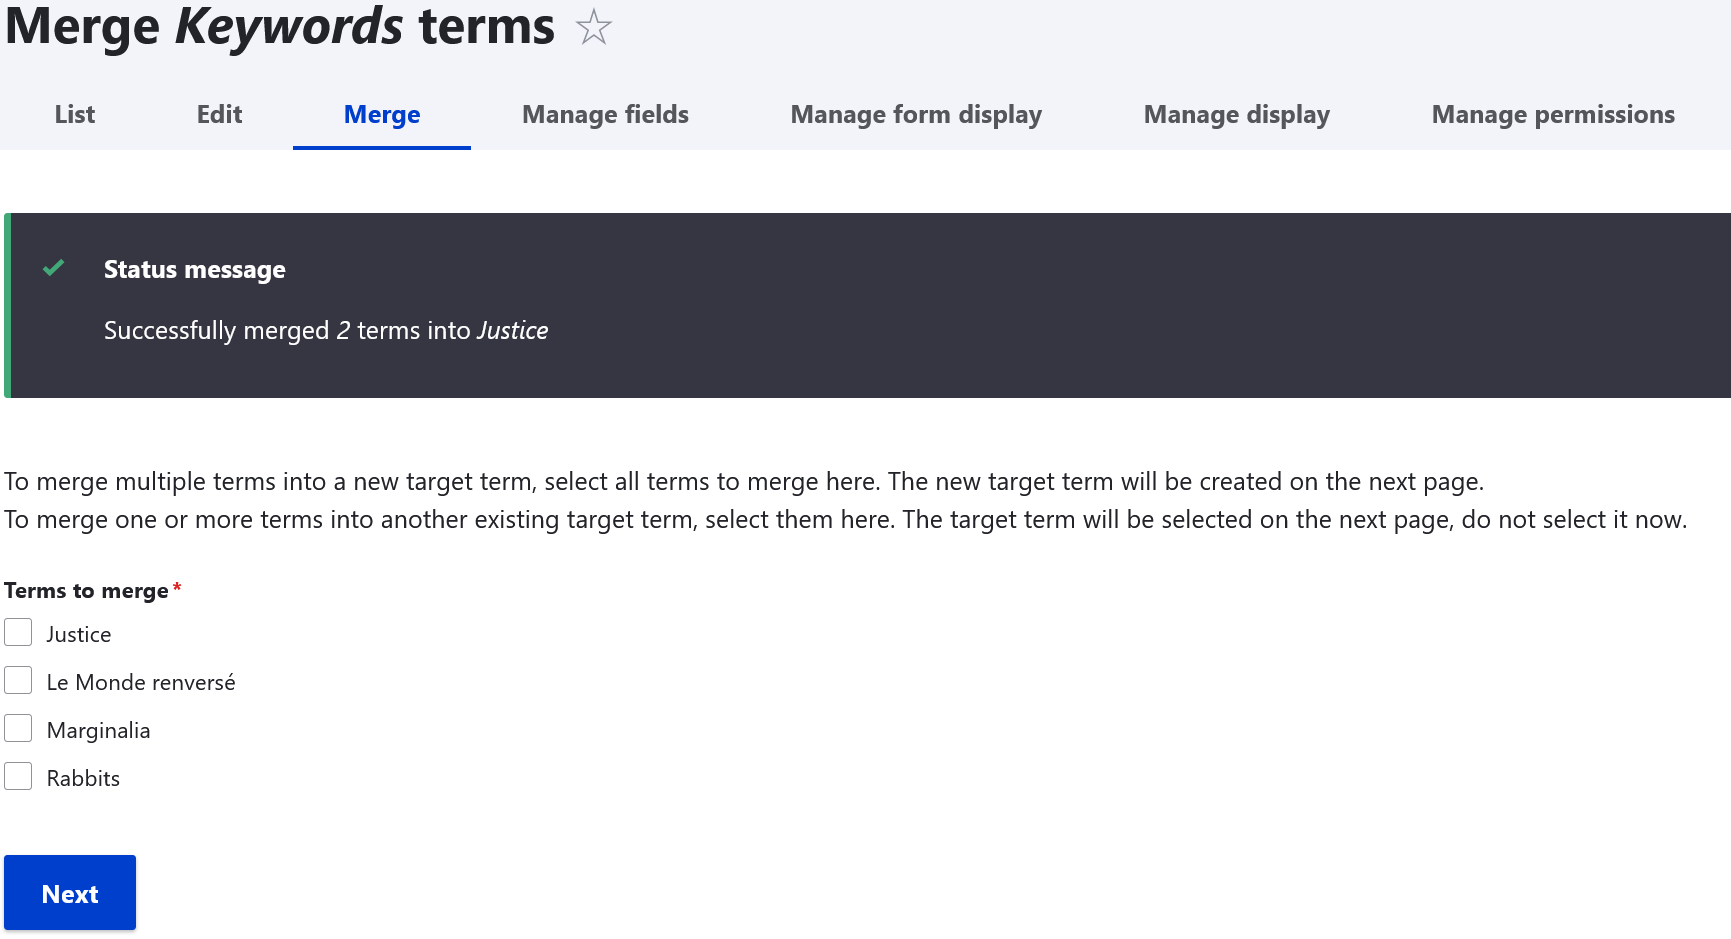 Merge Keywords terms
List Edit Merge Manage fields Manage form display Manage display Manage permissions
Status message
Successfully merged 2 terms into Justice
To merge multiple terms into a new target term, select all terms to merge here. The new target term will be created on the next page.
To merge one or more terms into another existing target term, select them here. The target term will be selected on the next page, do not select it now.
Terms to merge*
Justice
Le Monde renversé
Marginalia
Rabbits
Next